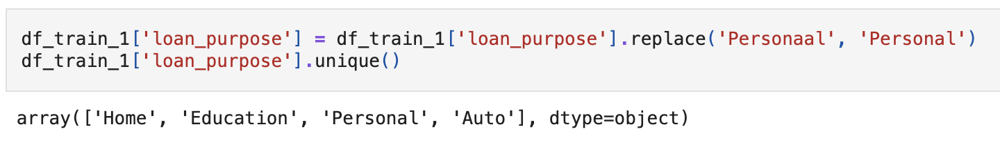 df_train_1['loan_purpose'] = df_train_1['loan_purpose'].replace('Personaal', 'Personal')
df_train_1['loan_purpose'].unique()
array(['Home', 'Education', 'Personal', 'Auto'], dtype=object)